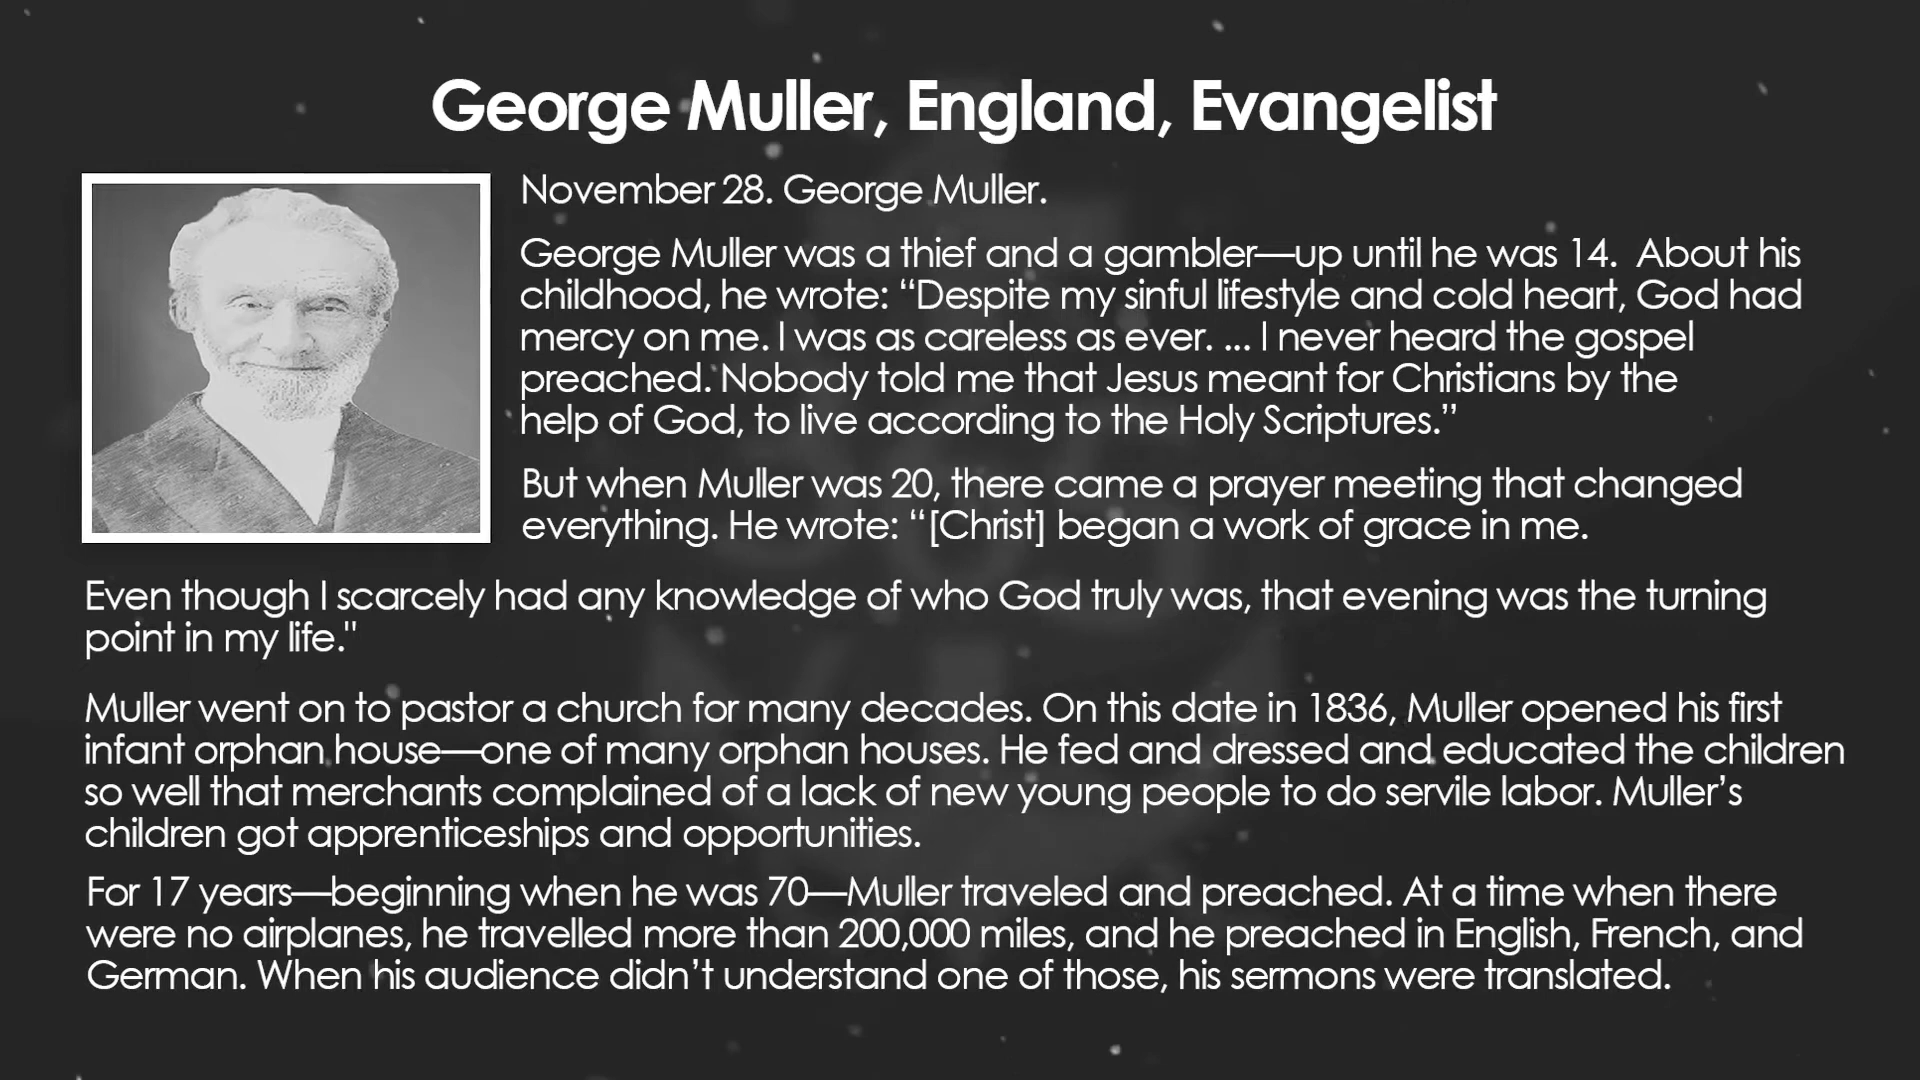 George Muller, England, Evangelist
November 28. George Muller.
George Muller was a thief and a gambler—up until he was 14. About his
childhood, he wrote: “Despite my sinful lifestyle and cold heart, God had
mercy on me. I was as careless as ever. ... I never heard the gospel
preached. Nobody told me that Jesus meant for Christians by the
help of God, to live according to the Holy Scriptures.”
But when Muller was 20, there came a prayer meeting that changed
everything. He wrote: “[Christ] began a work of grace in me.
Even though I scarcely had any knowledge of who God truly was, that evening was the turning
point in my life."
Muller went on to pastor a church for many decades. On this date in 1836, Muller opened his first
infant orphan house—one of many orphan houses. He fed and dressed and educated the children
so well that merchants complained of a lack of new young people to do servile labor. Muller’s
children got apprenticeships and opportunities.
For 17 years—beginning when he was 70—Muller traveled and preached. At a time when there
were no airplanes, he travelled more than 200,000 miles, and he preached in English, French, and
German. When his audience didn’t understand one of those, his sermons were translated.